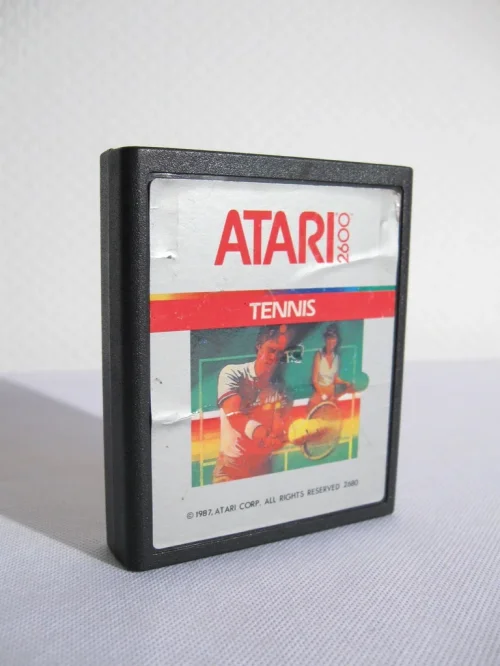 ATARI 2600
TENNIS
© 1987, ATARI CORP. ALL RIGHTS RESERVED 2680